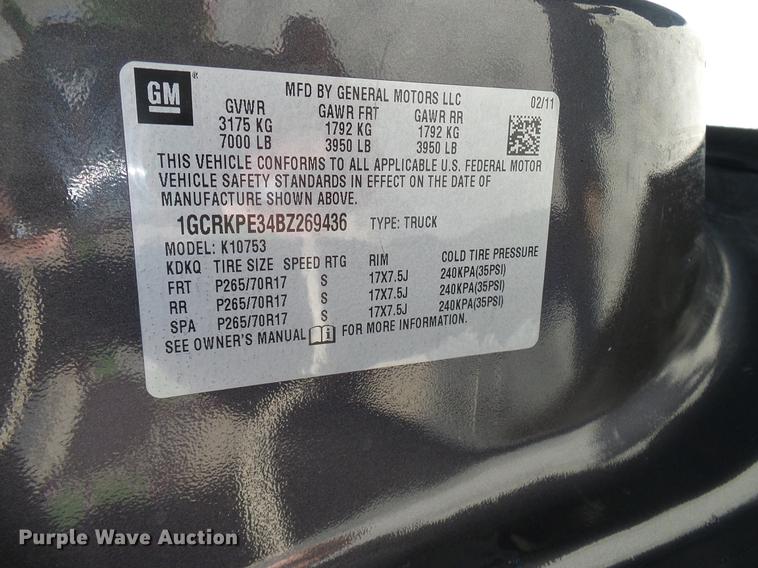 GM®
MFD BY GENERAL MOTORS LLC 02/11
GVWR GAWR FRT GAWR RR
3175 KG 1792 KG 1792 KG
7000 LB 3950 LB 3950 LB
THIS VEHICLE CONFORMS TO ALL APPLICABLE U.S. FEDERAL MOTOR
VEHICLE SAFETY STANDARDS IN EFFECT ON THE DATE OF
MANUFACTURE SHOWN ABOVE.
1GCRKPE34BZ269436 TYPE: TRUCK
MODEL: K10753
KDKQ TIRE SIZE SPEED RTG RIM COLD TIRE PRESSURE
FRT P265/70R17 S 17X7.5J 240KPA(35PSI)
RR P265/70R17 S 17X7.5J 240KPA(35PSI)
SPA P265/70R17 S 17X7.5J 240KPA(35PSI)
SEE OWNER'S MANUAL FOR MORE INFORMATION.
Purple Wave Auction